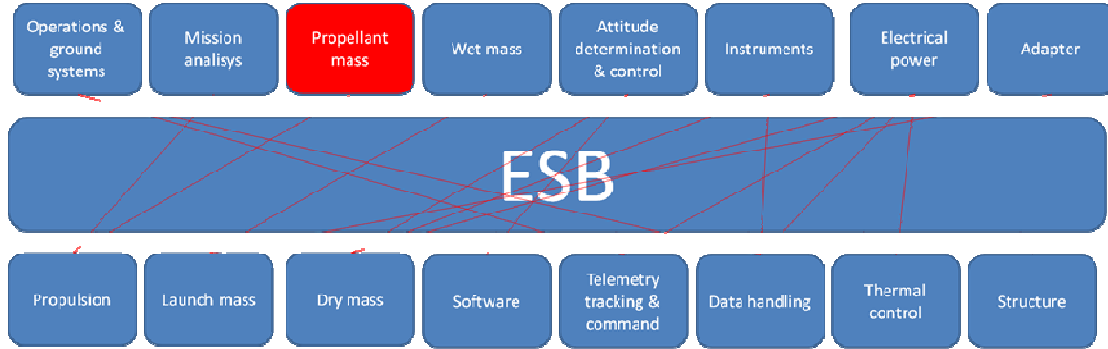 Operations &
ground
systems
Mission
analisys
Propellant
mass
Wet mass
Attitude
determination
& control
Instruments
Electrical
power
Adapter
ESB
Propulsion
Launch mass
Dry mass
Software
Telemetry
tracking &
command
Data handling
Thermal
control
Structure